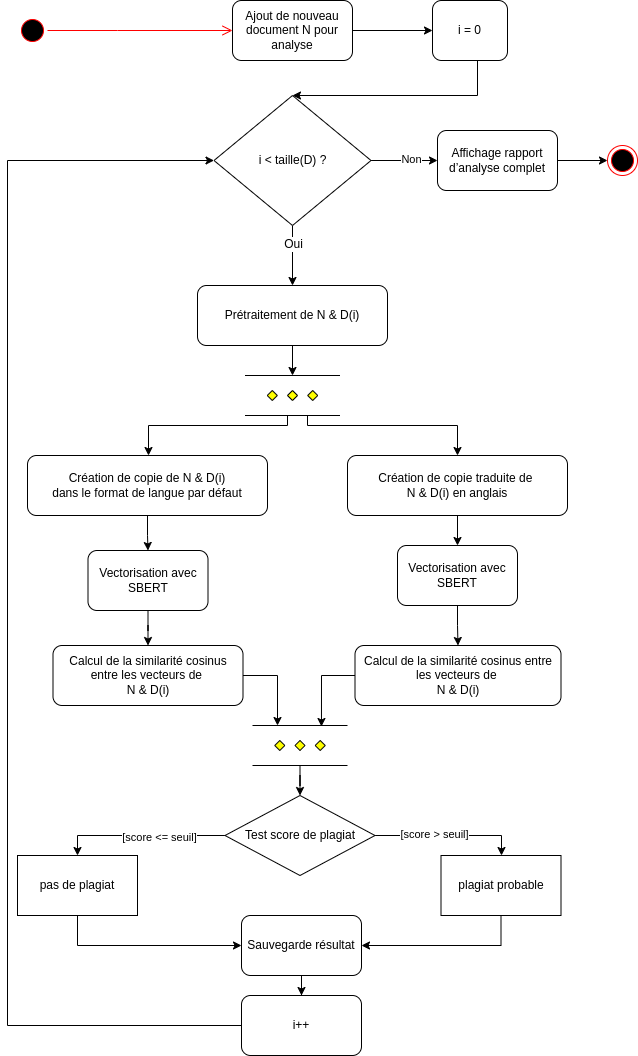 Ajout de nouveau
document N pour
analyse
i = 0
i < taille(D) ?
Non
Affichage rapport
d'analyse complet
Oui
Prétraitement de N & D(i)
Création de copie de N & D(i)
dans le format de langue par défaut
Création de copie traduite de
N & D(i) en anglais
Vectorisation avec
SBERT
Vectorisation avec
SBERT
Calcul de la similarité cosinus
entre les vecteurs de
N & D(i)
Calcul de la similarité cosinus entre
les vecteurs de
N & D(i)
Test score de plagiat
[score <= seuil]
[score > seuil]
pas de plagiat
plagiat probable
Sauvegarde résultat
i++